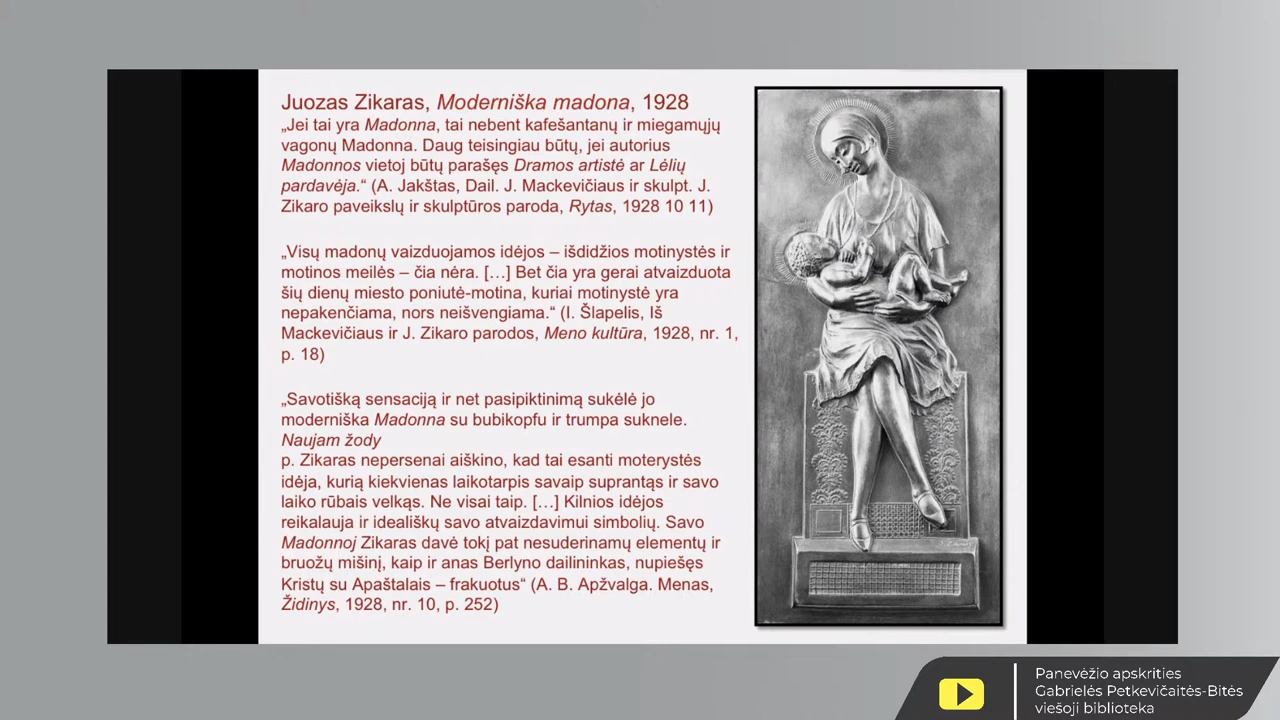 Juozas Zikaras, Moderniška madona, 1928
„Jei tai yra Madonna, tai nebent kafešantanų ir miegamųjų
vagonų Madonna. Daug teisingiau būtų, jei autorius
Madonnos vietoj būtų parašęs Dramos artistė ar Lėlių
pardavėja.“ (A. Jakštas, Dail. J. Mackevičiaus ir skulpt. J.
Zikaro paveikslų ir skulptūros paroda, Rytas, 1928 10 11)
„Visų madonų vaizduojamos idėjos – išdidžios motinystės ir
motinos meilės – čia nėra. […] Bet čia yra gerai atvaizduota
šių dienų miesto poniutė-motina, kuriai motinystė yra
nepakenčiama, nors neišvengiama.“ (I. Šlapelis, Iš
Mackevičiaus ir J. Zikaro parodos, Meno kultūra, 1928, nr. 1,
p. 18)
„Savotišką sensaciją ir net pasipiktinimą sukėlė jo
moderniška Madonna su bubikopfu ir trumpa suknele.
Naujam žody
p. Zikaras nepersenai aiškino, kad tai esanti moterystės
idėja, kurią kiekvienas laikotarpis savaip suprantąs ir savo
laiko rūbais velkąs. Ne visai taip. […] Kilnios idėjos
reikalauja ir ideališkų savo atvaizdavimui simbolių. Savo
Madonnoj Zikaras davė tokį pat nesuderinamų elementų ir
bruožų mišinį, kaip ir anas Berlyno dailininkas, nupiešęs
Kristų su Apaštalais – frakuotus“ (A. B. Apžvalga. Menas,
Židinys, 1928, nr. 10, p. 252)
Panevėžio apskrities
Gabrielės Petkevičaitės-Bitės
viešoji biblioteka